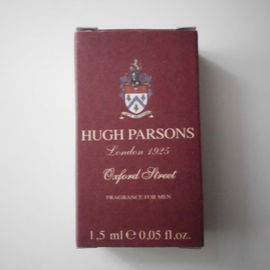 HUGH PARSONS
London 1925
Oxford Street
FRAGRANCE FOR MEN
1,5 ml e 0,05 fl.oz.